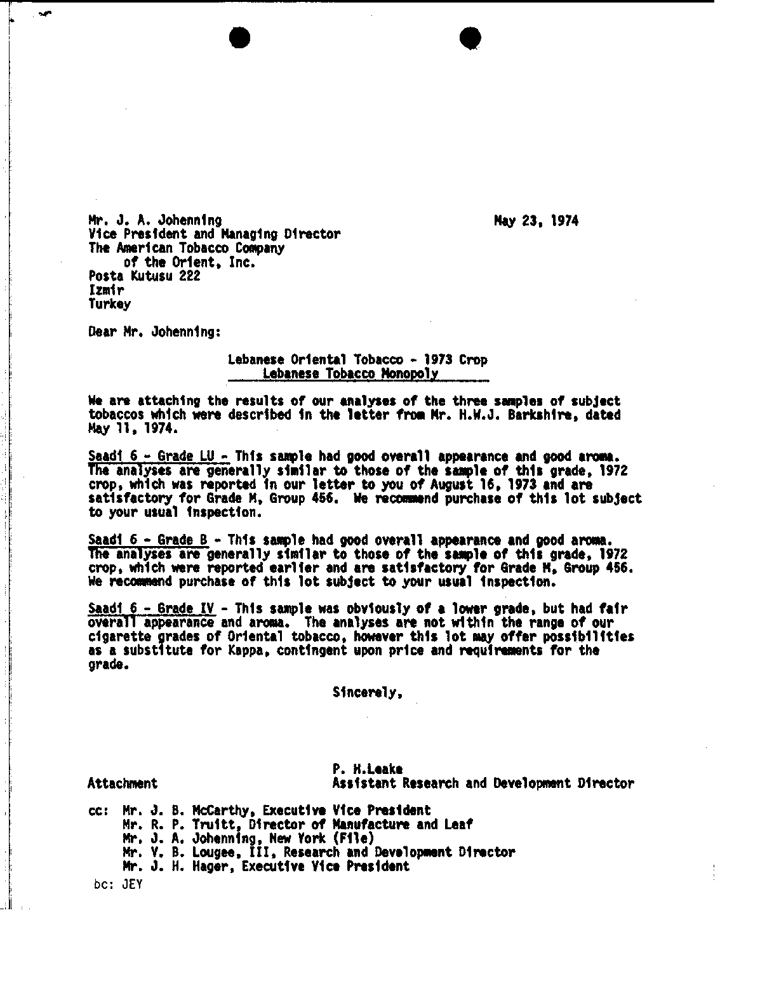 Mr. J. A. Johenning May 23, 1974
Vice President and Managing Director
The American Tobacco Company
of the Orient, Inc.
Posta Kutusu 222
Izmir
Turkey
Dear Mr. Johenning:
Lebanese Oriental Tobacco - 1973 Crop
Lebanese Tobacco Monopoly
We are attaching the results of our analyses of the three samples of subject
tobaccos which were described in the letter from Mr. H.W.J. Barkshire, dated
May 11, 1974.
Saadi 6 - Grade LU - This sample had good overall appearance and good aroma.
The analyses are generally similar to those of the sample of this grade, 1972
crop, which was reported in our letter to you of August 16, 1973 and are
satisfactory for Grade M, Group 456. We recommend purchase of this lot subject
to your usual inspection.
Saadi 6 - Grade B - This sample had good overall appearance and good aroma.
The analyses are generally similar to those of the sample of this grade, 1972
crop, which were reported earlier and are satisfactory for Grade M, Group 456.
We recommend purchase of this lot subject to your usual inspection.
Saadi 6 - Grade IV - This sample was obviously of a lower grade, but had fair
overall appearance and aroma. The analyses are not within the range of our
cigarette grades of Oriental tobacco, however this lot may offer possibilities
as a substitute for Kappa, contingent upon price and requirements for the
grade.
Sincerely,
P. H.Leake
Attachment Assistant Research and Development Director
cc: Mr. J. B. McCarthy, Executive Vice President
Mr. R. P. Truitt, Director of Manufacture and Leaf
Mr. J. A. Johenning, New York (File)
Mr. V. B. Lougee, III, Research and Development Director
Mr. J. H. Hager, Executive Vice President
bc: JEY